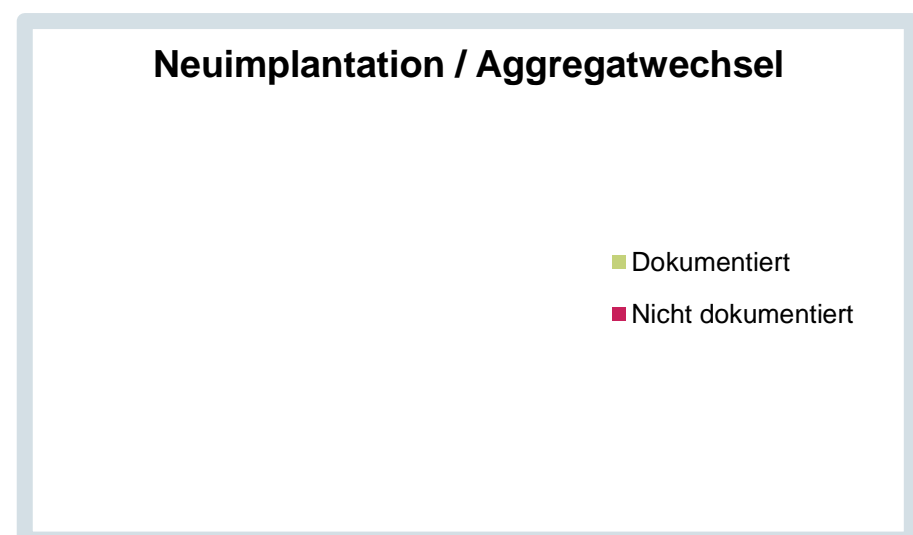 Neuimplantation / Aggregatwechsel
Dokumentiert
Nicht dokumentiert